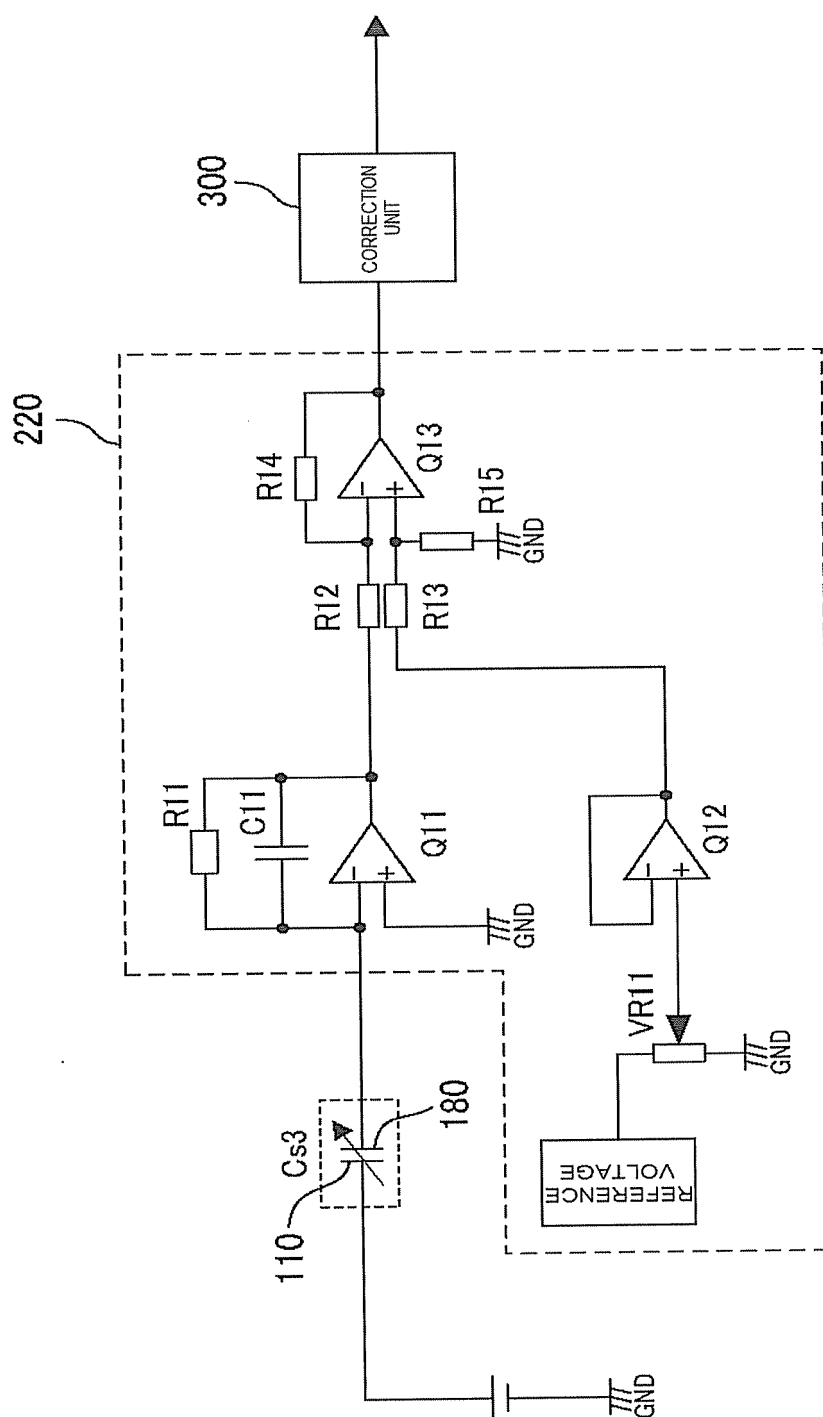 220
300
CORRECTION
UNIT
R14
Q13
R12
R13
R15
GND
R11
C11
Q11
GND
Cs3
110
180
Q12
VR11
GND
REFERENCE
VOLTAGE
GND